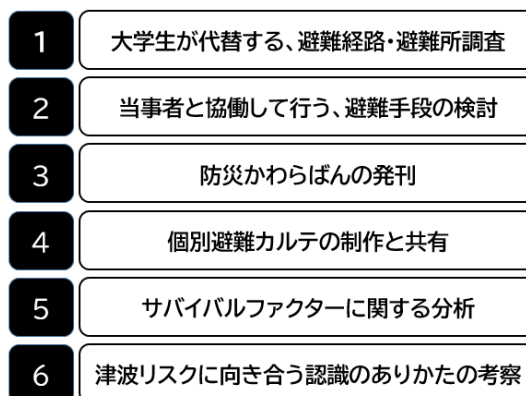 1 大学生が代替する、避難経路・避難所調査
2 当事者と協働して行う、避難手段の検討
3 防災かわらばんの発刊
4 個別避難カルテの制作と共有
5 サバイバルファクターに関する分析
6 津波リスクに向き合う認識のありかたの考察